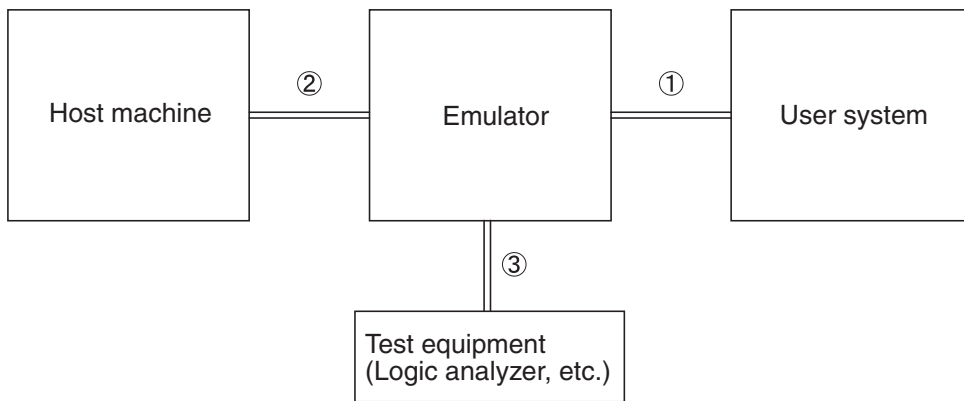 ②
①
Host machine
Emulator
User system
③
Test equipment
(Logic analyzer, etc.)